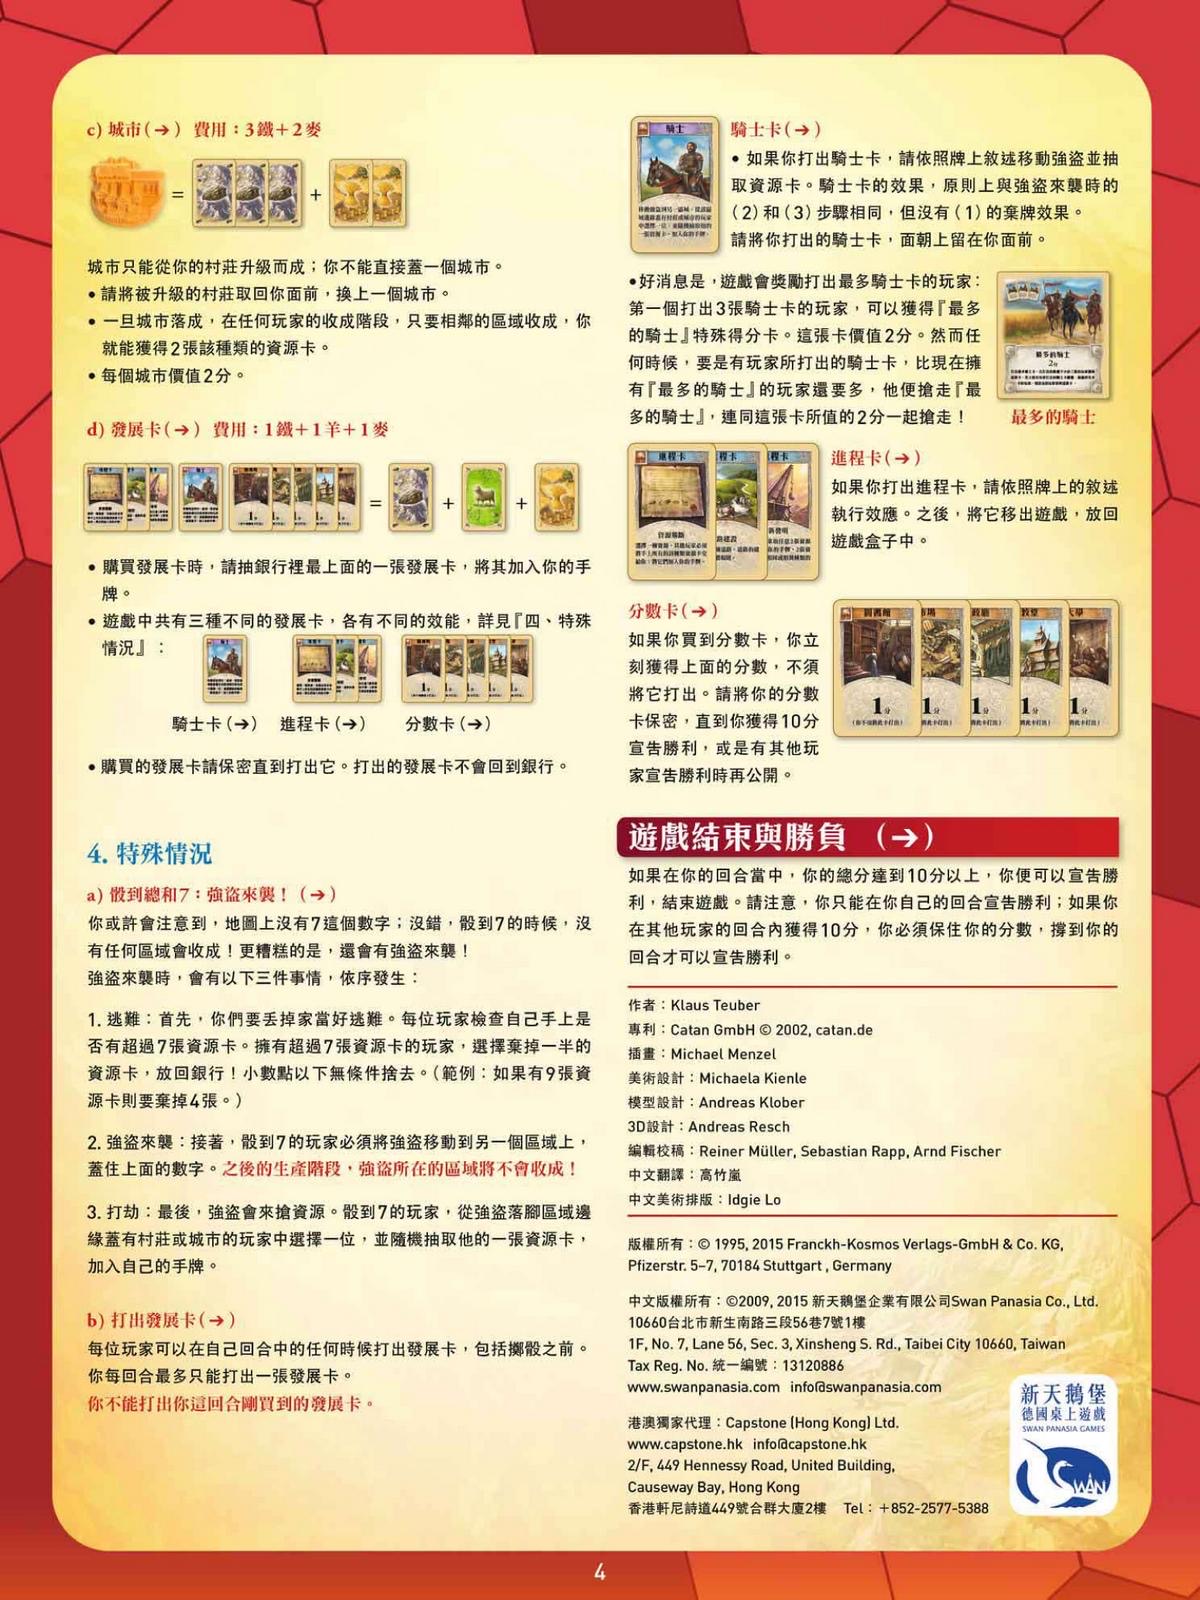 c) 城市(➔) 費用：3鐵＋2麥
=
+
城市只能從你的村莊升級而成；你不能直接蓋一個城市。
• 請將被升級的村莊取回你面前，換上一個城市。
• 一旦城市落成，在任何玩家的收成階段，只要相鄰的區域收成，你
就能獲得2張該種類的資源卡。
• 每個城市價值2分。
d) 發展卡(➔) 費用：1鐵＋1羊＋1麥
騎士
1分
=
+
+
• 購買發展卡時，請抽銀行裡最上面的一張發展卡，將其加入你的手
牌。
• 遊戲中共有三種不同的發展卡，各有不同的效能，詳見『四、特殊
情況』：
騎士卡(➔) 進程卡(➔) 分數卡(➔)
• 購買的發展卡請保密直到打出它。打出的發展卡不會回到銀行。
4. 特殊情況
a) 骰到總和7：強盜來襲！(➔)
你或許會注意到，地圖上沒有7這個數字；沒錯，骰到7的時候，沒
有任何區域會收成！更糟糕的是，還會有強盜來襲！
強盜來襲時，會有以下三件事情，依序發生：
1. 逃難：首先，你們要丟掉家當好逃難。每位玩家檢查自己手上是
否有超過7張資源卡。擁有超過7張資源卡的玩家，選擇棄掉一半的
資源卡，放回銀行！小數點以下無條件捨去。(範例：如果有9張資
源卡則要棄掉4張。)
2. 強盜來襲：接著，骰到7的玩家必須將強盜移動到另一個區域上，
蓋住上面的數字。之後的生產階段，強盜所在的區域將不會收成！
3. 打劫：最後，強盜會來搶資源。骰到7的玩家，從強盜落腳區域邊
緣蓋有村莊或城市的玩家中選擇一位，並隨機抽取他的一張資源卡，
加入自己的手牌。
b) 打出發展卡(➔)
每位玩家可以在自己回合中的任何時候打出發展卡，包括擲骰之前。
你每回合最多只能打出一張發展卡。
你不能打出你這回合剛買到的發展卡。
騎士
騎士卡(➔)
• 如果你打出騎士卡，請依照牌上敘述移動強盜並抽
取資源卡。騎士卡的效果，原則上與強盜來襲時的
(2)和(3)步驟相同，但沒有(1)的棄牌效果。
請將你打出的騎士卡，面朝上留在你面前。
•好消息是，遊戲會獎勵打出最多騎士卡的玩家：
第一個打出3張騎士卡的玩家，可以獲得『最多
的騎士』特殊得分卡。這張卡價值2分。然而任
何時候，要是有玩家所打出的騎士卡，比現在擁
有『最多的騎士』的玩家還要多，他便搶走『最
多的騎士』，連同這張卡所值的2分一起搶走！
最多的騎士
2分
最多的騎士
進程卡
程卡
程卡
資源壟斷
路建設
新發明
進程卡(➔)
如果你打出進程卡，請依照牌上的敘述
執行效應。之後，將它移出遊戲，放回
遊戲盒子中。
分數卡(➔)
如果你買到分數卡，你立
刻獲得上面的分數，不須
將它打出。請將你的分數
卡保密，直到你獲得10分
宣告勝利，或是有其他玩
家宣告勝利時再公開。
圖書館
市場
政廳
教堂
大學
1分
1分
1分
1分
1分
遊戲結束與勝負 (➔)
如果在你的回合當中，你的總分達到10分以上，你便可以宣告勝
利，結束遊戲。請注意，你只能在你自己的回合宣告勝利；如果你
在其他玩家的回合內獲得10分，你必須保住你的分數，撐到你的
回合才可以宣告勝利。
作者：Klaus Teuber
專利：Catan GmbH © 2002, catan.de
插畫：Michael Menzel
美術設計：Michaela Kienle
模型設計：Andreas Klober
3D設計：Andreas Resch
編輯校稿：Reiner Müller, Sebastian Rapp, Arnd Fischer
中文翻譯：高竹嵐
中文美術排版：Idgie Lo
版權所有：© 1995, 2015 Franckh-Kosmos Verlags-GmbH & Co. KG,
Pfizerstr. 5–7, 70184 Stuttgart , Germany
中文版權所有：©2009, 2015 新天鵝堡企業有限公司Swan Panasia Co., Ltd.
10660台北市新生南路三段56巷7號1樓
1F, No. 7, Lane 56, Sec. 3, Xinsheng S. Rd., Taibei City 10660, Taiwan
Tax Reg. No. 統一編號：13120886
www.swanpanasia.com info@swanpanasia.com
港澳獨家代理：Capstone (Hong Kong) Ltd.
www.capstone.hk info@capstone.hk
2/F, 449 Hennessy Road, United Building,
Causeway Bay, Hong Kong
香港軒尼詩道449號合群大廈2樓 Tel：+852-2577-5388
新天鵝堡
德國桌上遊戲
SWAN PANASIA GAMES
SWAN
4